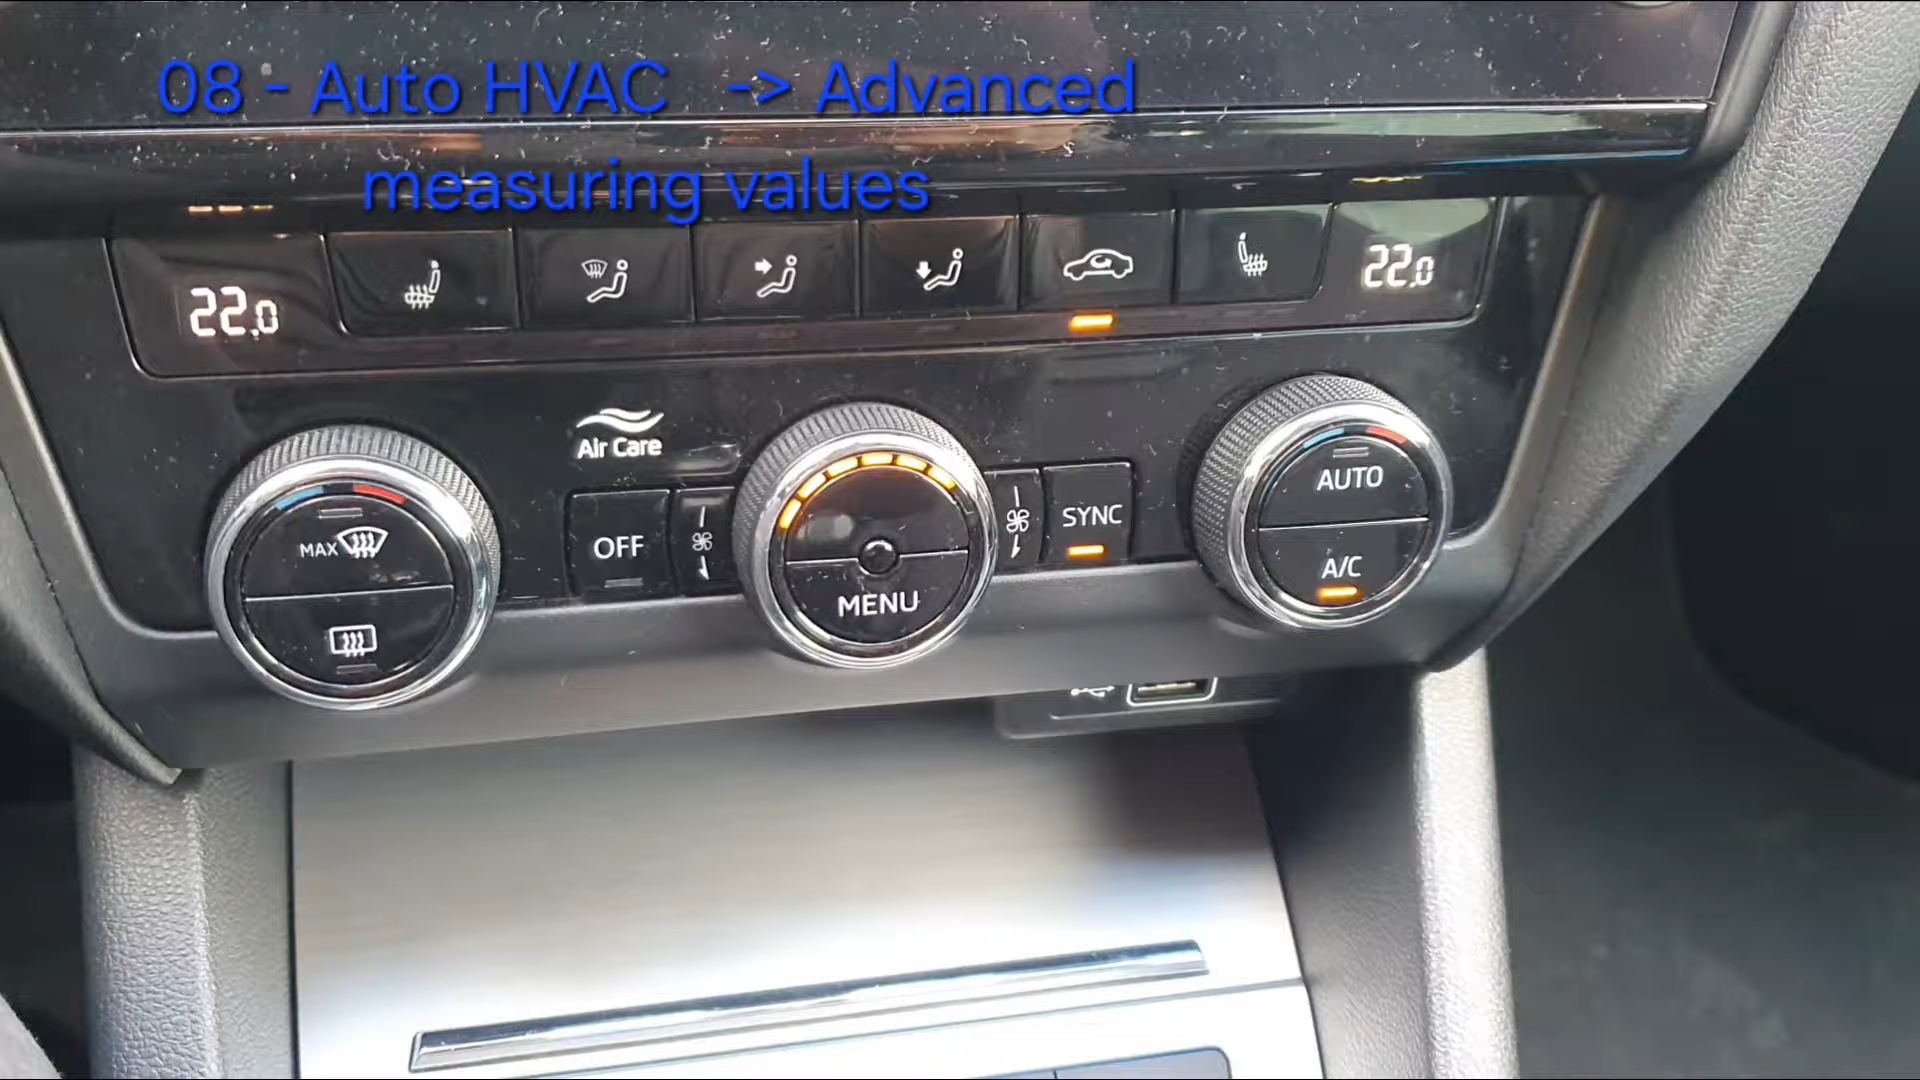 08 - Auto HVAC -> Advanced
measuring values
22.0
22.0
Air Care
MAX
OFF
MENU
SYNC
AUTO
A/C